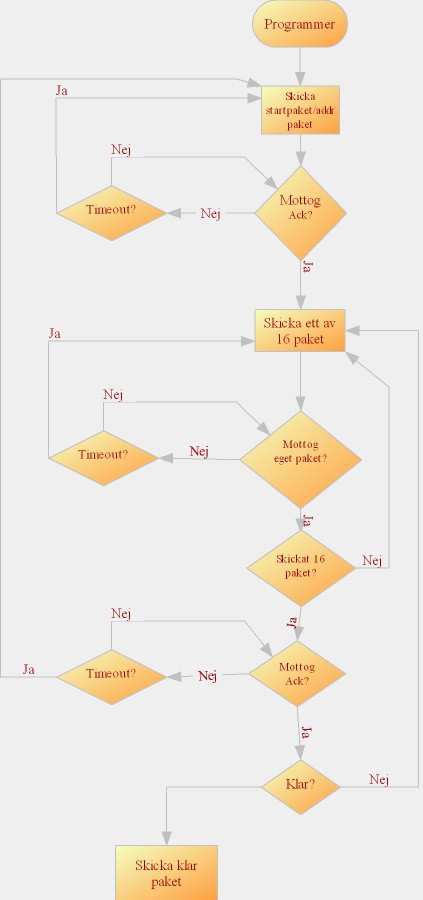 Programmer
Ja
Skicka
startpaket/addr
paket
Nej
Timeout?
Nej
Mottog
Ack?
Ja
Skicka ett av
16 paket
Ja
Nej
Timeout?
Nej
Mottog
eget paket?
Ja
Skickat 16
paket?
Nej
Ja
Nej
Ja
Timeout?
Nej
Mottog
Ack?
Ja
Klar?
Nej
Skicka klar
paket